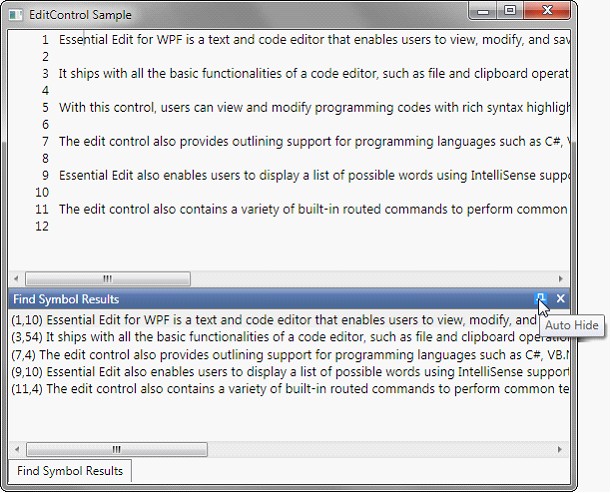 EditControl Sample
1 Essential Edit for WPF is a text and code editor that enables users to view, modify, and sav
2
3 It ships with all the basic functionalities of a code editor, such as file and clipboard operat
4
5 With this control, users can view and modify programming codes with rich syntax highligh
6
7 The edit control also provides outlining support for programming languages such as C#, V
8
9 Essential Edit also enables users to display a list of possible words using IntelliSense suppo
10
11 The edit control also contains a variety of built-in routed commands to perform common
12
Find Symbol Results
Auto Hide
(1,10) Essential Edit for WPF is a text and code editor that enables users to view, modify, and
(3,54) It ships with all the basic functionalities of a code editor, such as file and clipboard operation
(7,4) The edit control also provides outlining support for programming languages such as C#, VB.N
(9,10) Essential Edit also enables users to display a list of possible words using IntelliSense support
(11,4) The edit control also contains a variety of built-in routed commands to perform common te
Find Symbol Results